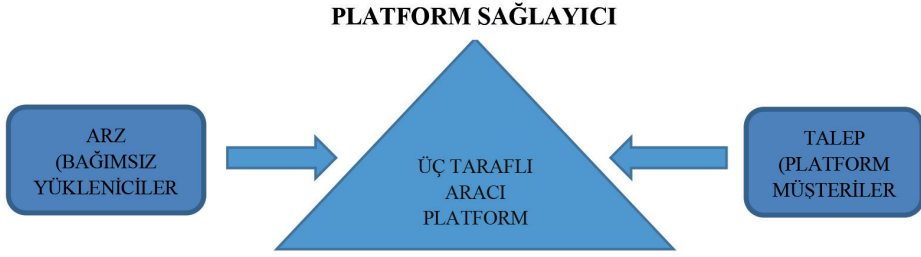 PLATFORM SAĞLAYICI
ARZ
(BAĞIMSIZ
YÜKLENİCİLER
ÜÇ TARAFLI
ARACI
PLATFORM
TALEP
(PLATFORM
MÜŞTERİLER